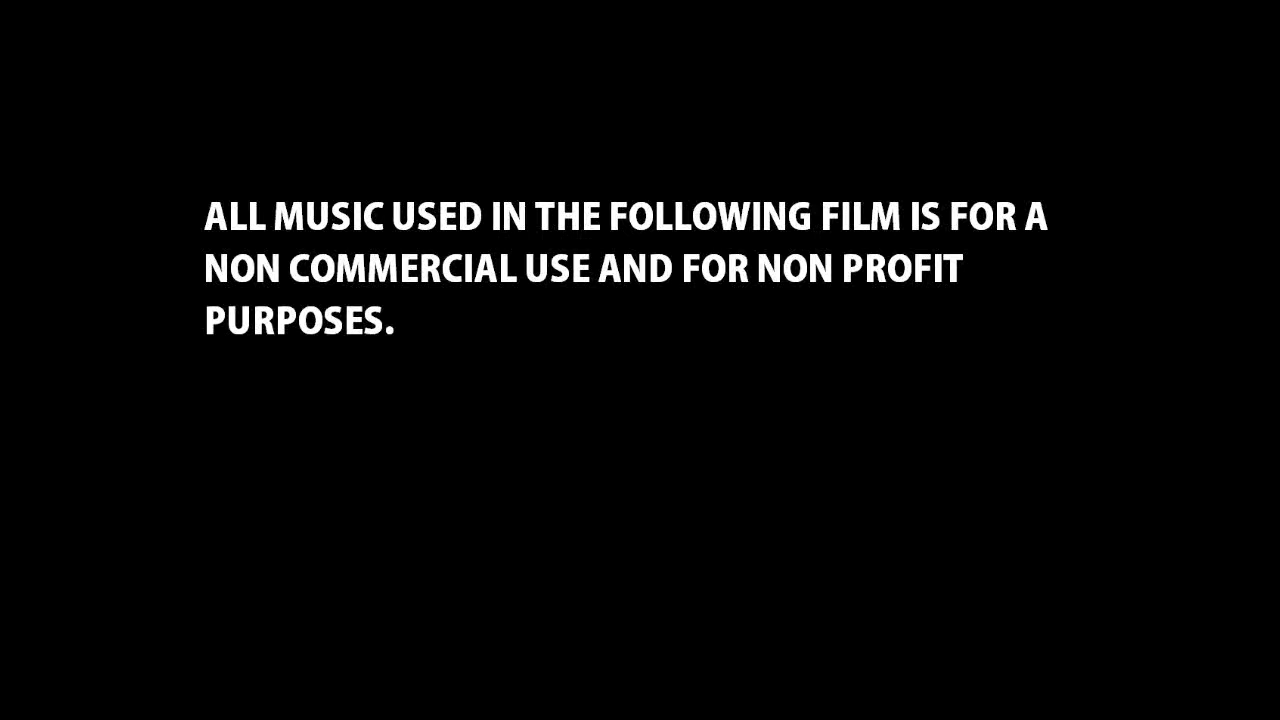 ALL MUSIC USED IN THE FOLLOWING FILM IS FOR A
NON COMMERCIAL USE AND FOR NON PROFIT
PURPOSES.